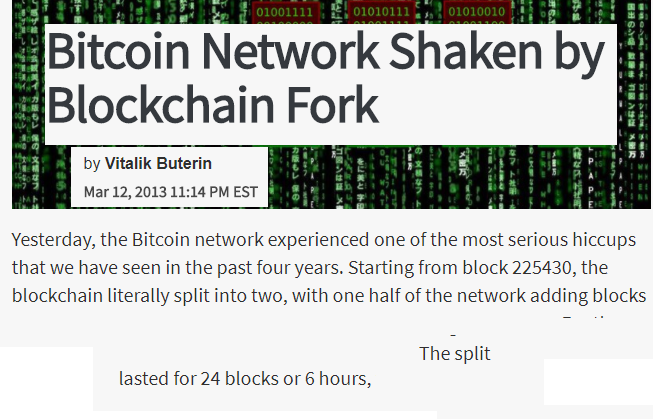 01001111 01010111 01010010
Bitcoin Network Shaken by
Blockchain Fork
by Vitalik Buterin
Mar 12, 2013 11:14 PM EST
Yesterday, the Bitcoin network experienced one of the most serious hiccups
that we have seen in the past four years. Starting from block 225430, the
blockchain literally split into two, with one half of the network adding blocks
The split
lasted for 24 blocks or 6 hours,